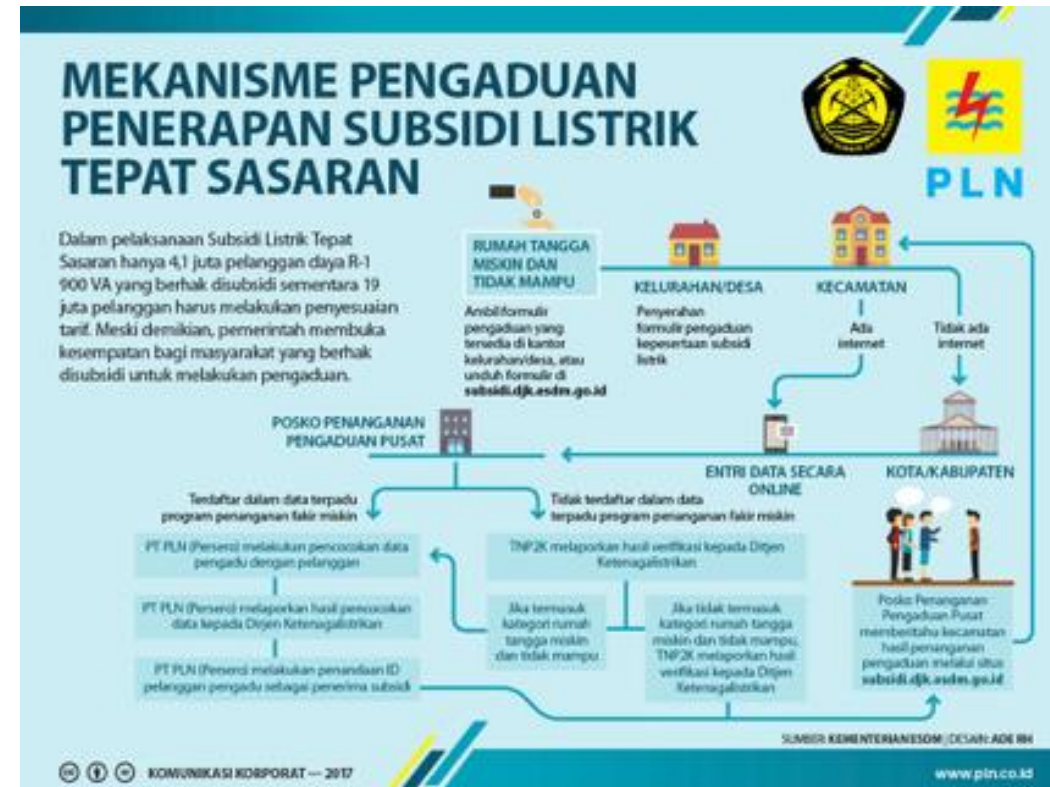 MEKANISME PENGADUAN
PENERAPAN SUBSIDI LISTRIK
TEPAT SASARAN
PLN
Dalam pelaksanaan Subsidi Listrik Tepat
Sasaran hanya 4,1 juta pelanggan daya R-1
900 VA yang berhak disubsidi sementara 19
juta pelanggan harus melakukan penyesuaian
tarif. Meski demikian, pemerintah membuka
kesempatan bagi masyarakat yang berhak
disubsidi untuk melakukan pengaduan.
RUMAH TANGGA
MISKIN DAN
TIDAK MAMPU
Ambil formulir
pengaduan yang
tersedia di kantor
kelurahan/desa, atau
unduh formulir di
subsidi.djk.esdm.go.id
KELURAHAN/DESA
Penyerahan
formulir pengaduan
kepesertaan subsidi
listrik
KECAMATAN
Ada
internet
Tidak ada
internet
ENTRI DATA SECARA
ONLINE
KOTA/KABUPATEN
POSKO PENANGANAN
PENGADUAN PUSAT
Terdaftar dalam data terpadu
program penanganan fakir miskin
Tidak terdaftar dalam data
terpadu program penanganan fakir miskin
PT PLN (Persero) melakukan pencocokan data
pengadu dengan pelanggan
PT PLN (Persero) melaporkan hasil pencocokan
data kepada Dirjen Ketenagalistrikan
PT PLN (Persero) melakukan penandaan ID
pelanggan pengadu sebagai penerima subsidi
TNP2K melaporkan hasil verifikasi kepada Ditjen
Ketenagalistrikan
Jika termasuk
kategori rumah
tangga miskin
dan tidak mampu
Jika tidak termasuk
kategori rumah tangga
miskin dan tidak mampu,
TNP2K melaporkan hasil
verifikasi kepada Ditjen
Ketenagalistrikan
Posko Penanganan
Pengaduan Pusat
memberitahu kecamatan
hasil penanganan
pengaduan melalui situs
subsidi.djk.esdm.go.id
SUMBER: KEMENTERIAN ESDM | DESAIN: ADE RH
KOMUNIKASI KORPORAT — 2017
www.pln.co.id